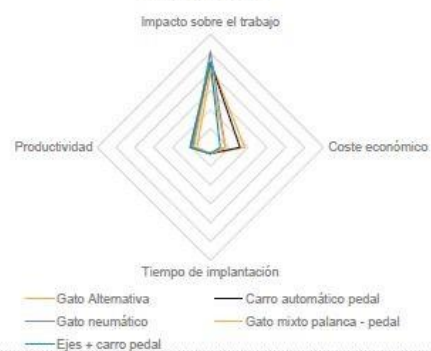 Impacto sobre el trabajo
Productividad
Coste económico
Tiempo de implantación
Gato Alternativa
Carro automático pedal
Gato neumático
Gato mixto palanca - pedal
Ejes + carro pedal